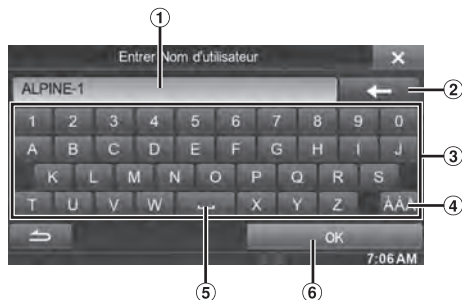 ①
Entrer Nom d'utilisateur ×
ALPINE-1 ②
1 2 3 4 5 6 7 8 9 0
A B C D E F G H I J ③
K L M N O P Q R S
T U V W X Y Z ÀÀÀ ④
OK
7:06 AM
⑤ ⑥